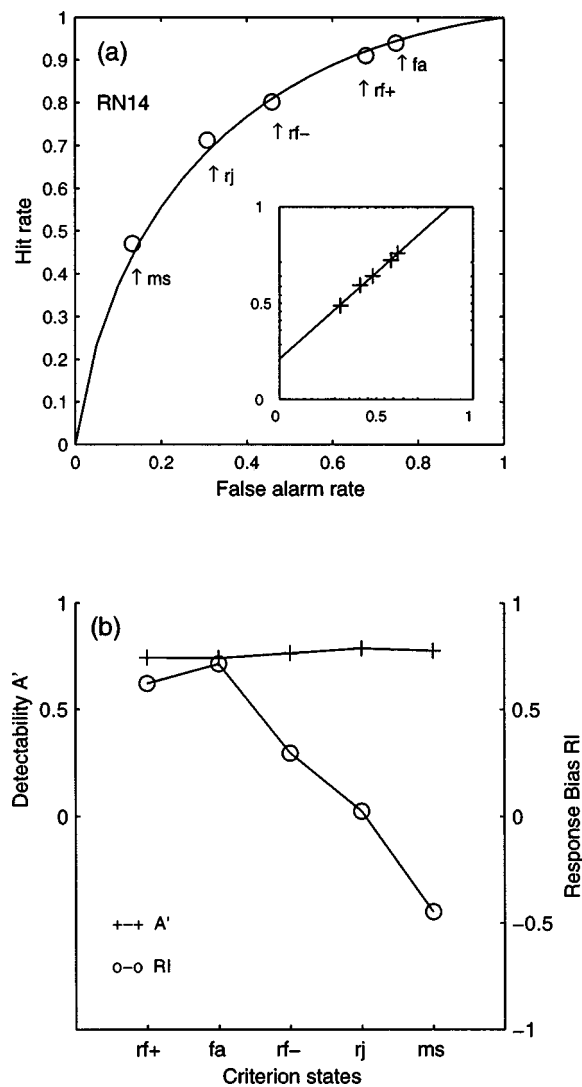 (a)
RN14
Hit rate
1
0.9
0.8
0.7
0.6
0.5
0.4
0.3
0.2
0.1
0
↑ fa
↑ rf+
↑ rf−
↑ rj
↑ ms
1
0.5
0
0 0.5 1
0 0.2 0.4 0.6 0.8 1
False alarm rate
(b)
Detectability A'
1
0.5
0
+-+ A'
o-o RI
1
0.5
0
−0.5
−1
Response Bias RI
rf+ fa rf− rj ms
Criterion states